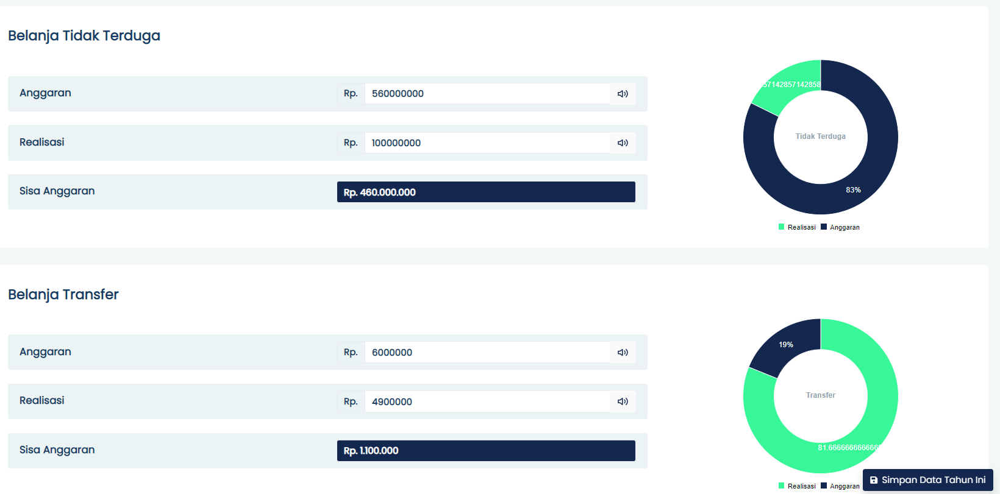 Belanja Tidak Terduga
Anggaran
Rp. 560000000
Realisasi
Rp. 100000000
Sisa Anggaran
Rp. 460.000.000
57142857142858
Tidak Terduga
83%
Realisasi Anggaran
Belanja Transfer
Anggaran
Rp. 6000000
Realisasi
Rp. 4900000
Sisa Anggaran
Rp. 1.100.000
19%
Transfer
81.6666666666666
Realisasi Anggaran
Simpan Data Tahun Ini